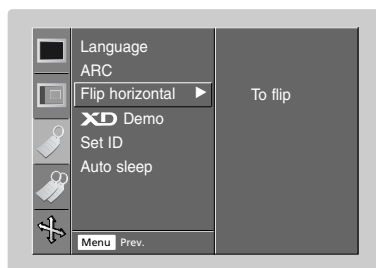 Language
ARC
Flip horizontal ▶ To flip
XD Demo
Set ID
Auto sleep
Menu Prev.